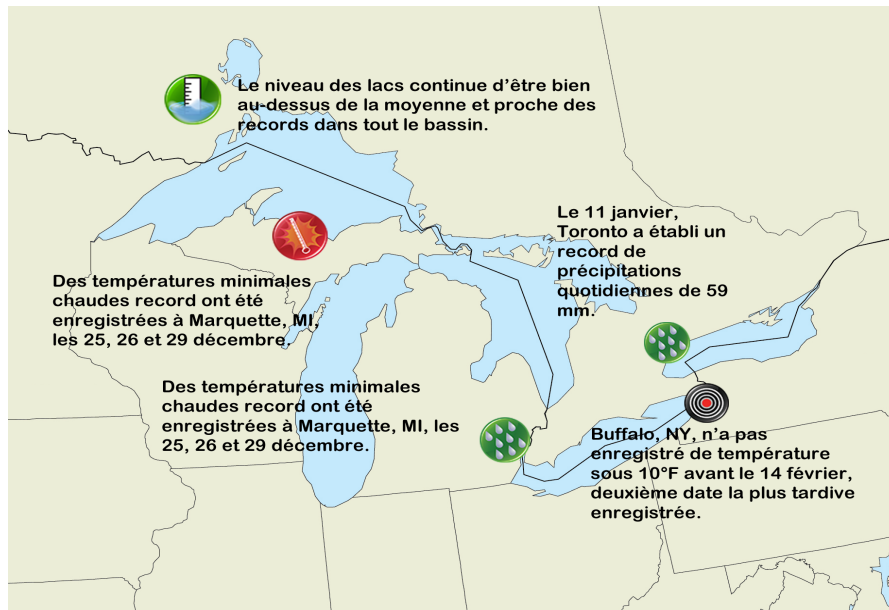 Le niveau des lacs continue d’être bien
au-dessus de la moyenne et proche des
records dans tout le bassin.
Le 11 janvier,
Toronto a établi un
record de
précipitations
quotidiennes de 59
mm.
Des températures minimales
chaudes record ont été
enregistrées à Marquette, MI,
les 25, 26 et 29 décembre.
Des températures minimales
chaudes record ont été
enregistrées à Marquette, MI, les
25, 26 et 29 décembre.
Buffalo, NY, n’a pas
enregistré de température
sous 10°F avant le 14 février,
deuxième date la plus tardive
enregistrée.